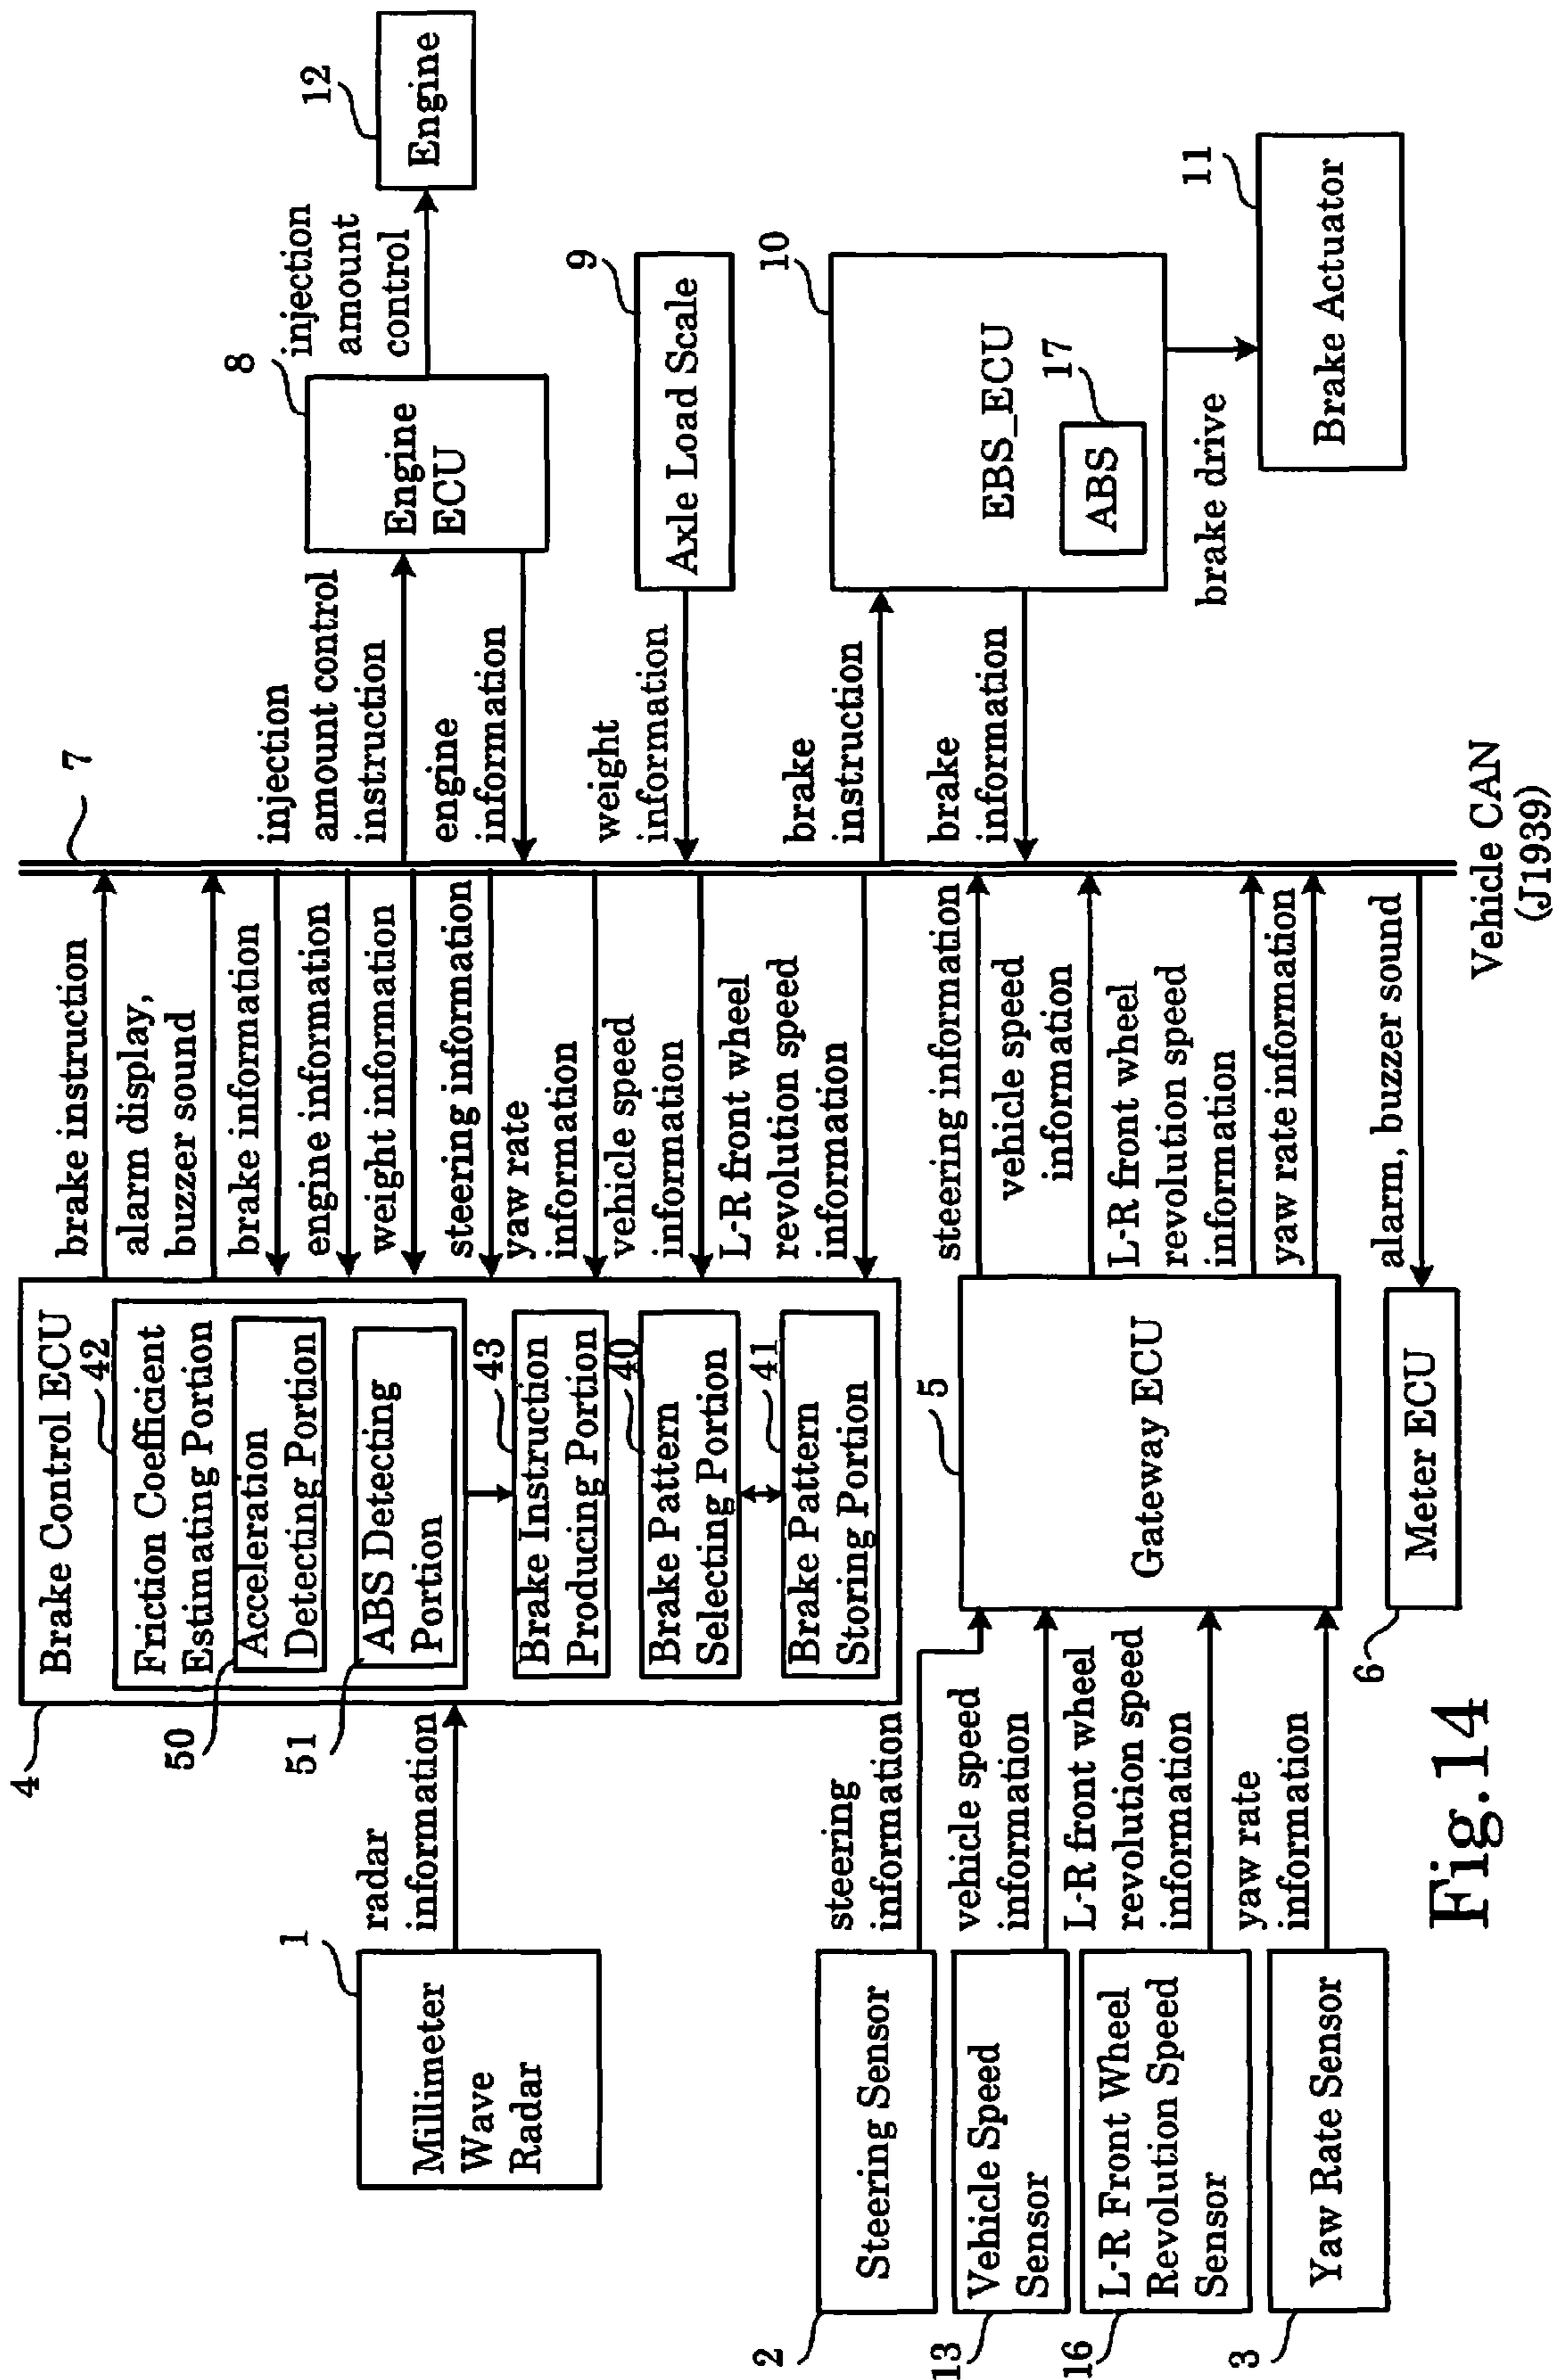 4
Brake Control ECU
42
Friction Coefficient
Estimating Portion
50
Acceleration
Detecting Portion
51
ABS Detecting
Portion
43
Brake Instruction
Producing Portion
40
Brake Pattern
Selecting Portion
41
Brake Pattern
Storing Portion
1
Millimeter
Wave
Radar
radar
information
2
Steering Sensor
steering
information
13
Vehicle Speed
Sensor
vehicle speed
information
16
L-R Front Wheel
Revolution Speed
Sensor
L-R front wheel
revolution speed
information
3
Yaw Rate Sensor
yaw rate
information
5
Gateway ECU
6
Meter ECU
brake instruction
alarm display,
buzzer sound
brake information
engine information
weight information
steering information
yaw rate
information
vehicle speed
information
L-R front wheel
revolution speed
information
steering information
vehicle speed
information
L-R front wheel
revolution speed
information
yaw rate information
alarm, buzzer sound
7
Vehicle CAN
(J1939)
injection
amount control
instruction
engine
information
weight
information
brake
instruction
brake
information
8
Engine
ECU
injection
amount
control
12
Engine
9
Axle Load Scale
10
EBS_ECU
17
ABS
brake drive
11
Brake Actuator
Fig.14